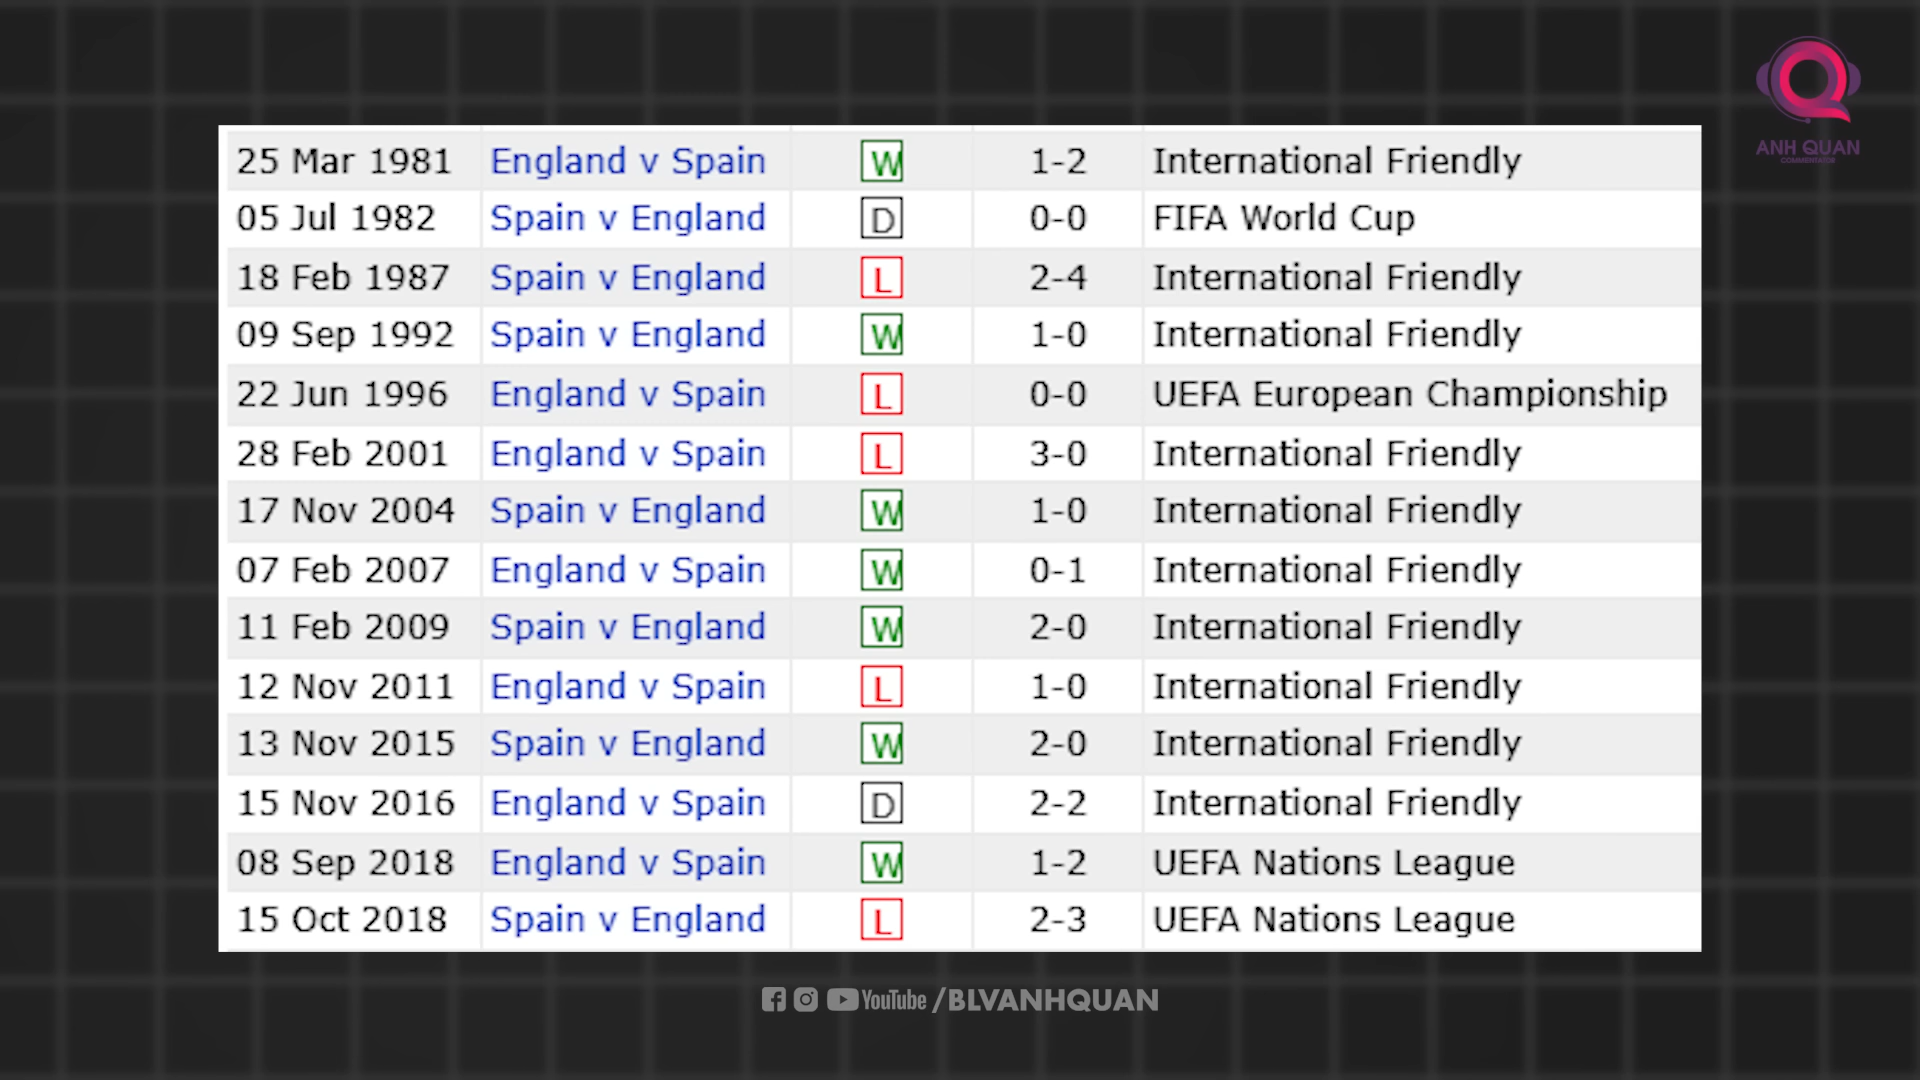 25 Mar 1981 England v Spain W 1-2 International Friendly
05 Jul 1982 Spain v England D 0-0 FIFA World Cup
18 Feb 1987 Spain v England L 2-4 International Friendly
09 Sep 1992 Spain v England W 1-0 International Friendly
22 Jun 1996 England v Spain L 0-0 UEFA European Championship
28 Feb 2001 England v Spain L 3-0 International Friendly
17 Nov 2004 Spain v England W 1-0 International Friendly
07 Feb 2007 England v Spain W 0-1 International Friendly
11 Feb 2009 Spain v England W 2-0 International Friendly
12 Nov 2011 England v Spain L 1-0 International Friendly
13 Nov 2015 Spain v England W 2-0 International Friendly
15 Nov 2016 England v Spain D 2-2 International Friendly
08 Sep 2018 England v Spain W 1-2 UEFA Nations League
15 Oct 2018 Spain v England L 2-3 UEFA Nations League
ANH QUAN
COMMENTATOR
YouTube /BLVANHQUAN